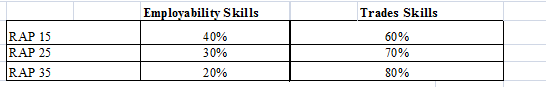 Employability Skills Trades Skills
RAP 15 40% 60%
RAP 25 30% 70%
RAP 35 20% 80%